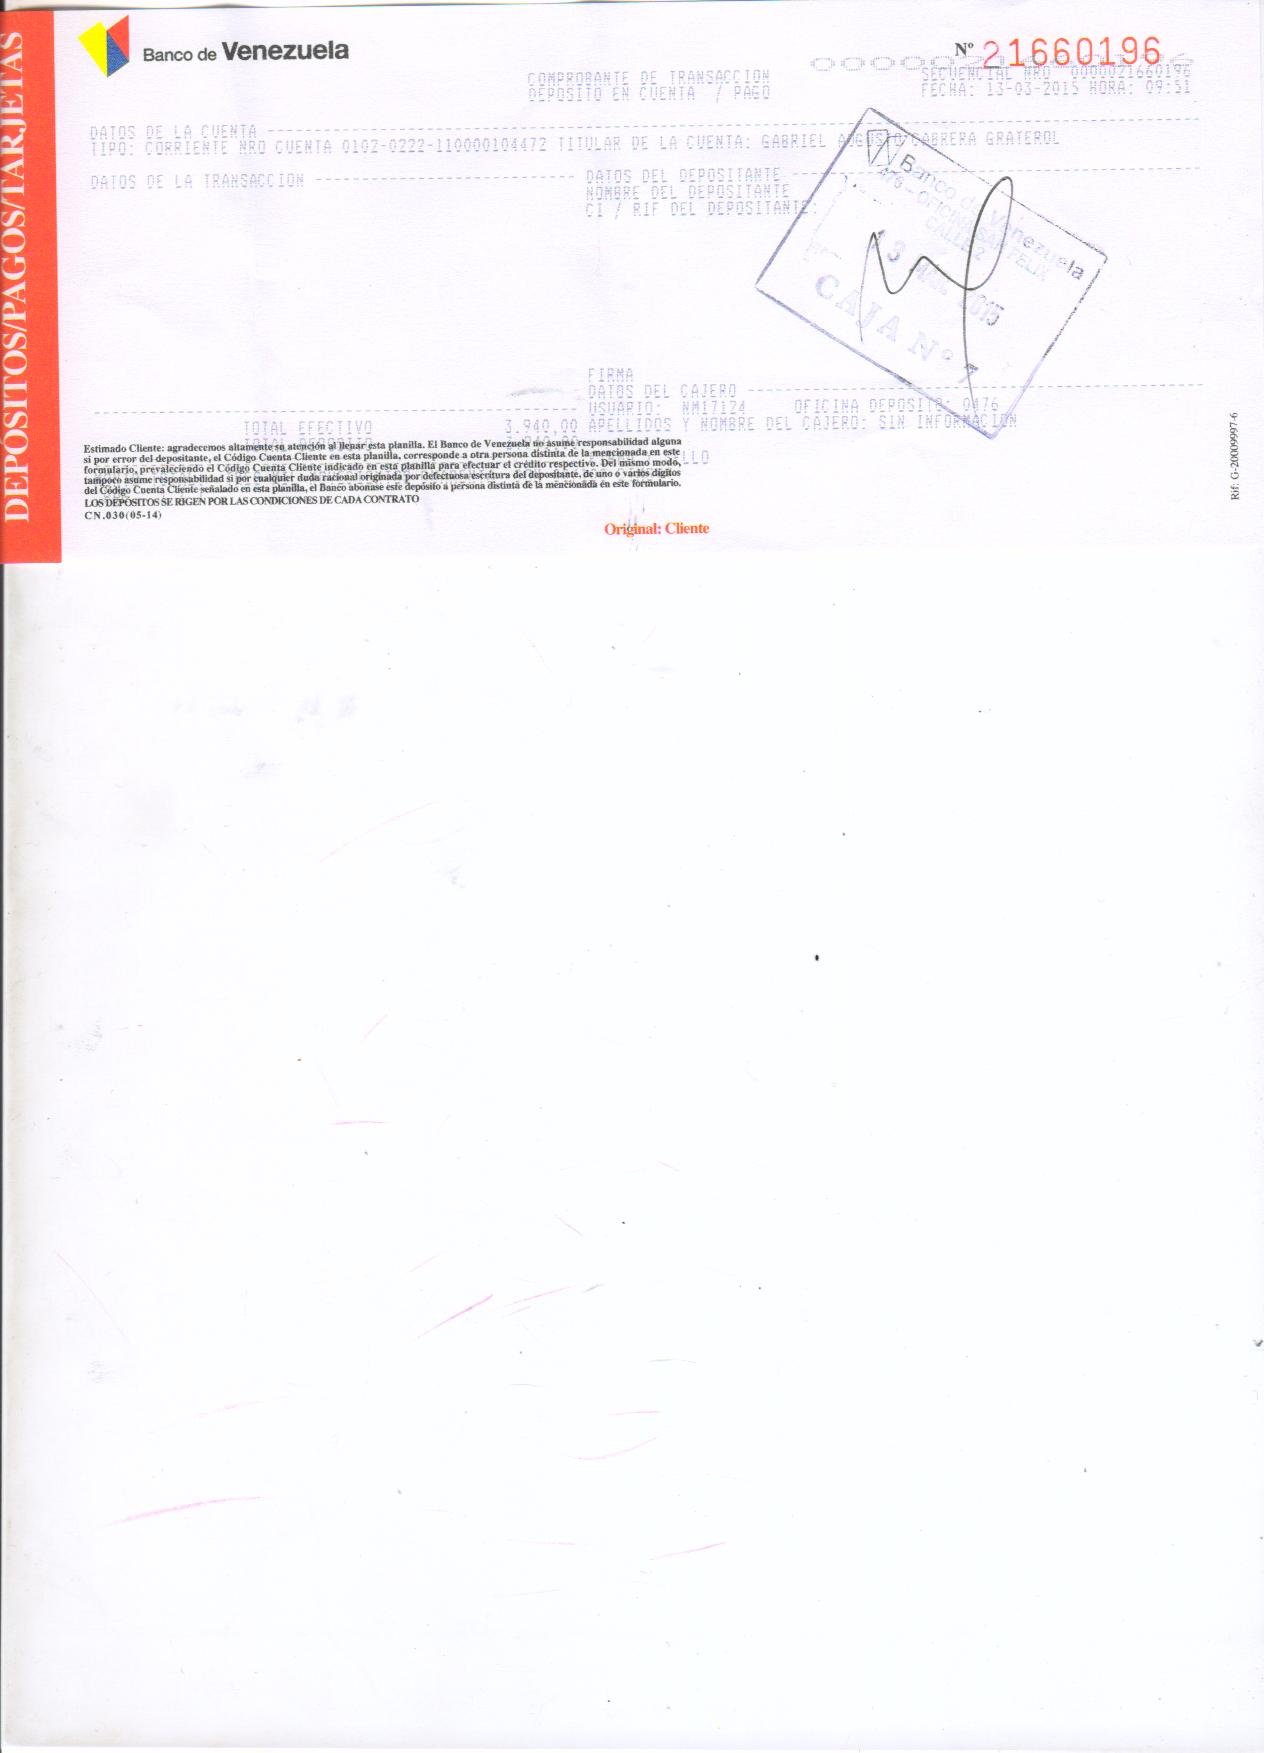 DEPÓSITOS/PAGOS/TARJETAS
Banco de Venezuela
Nº 21660196
COMPROBANTE DE TRANSACCION
DEPOSITO EN CUENTA / PAGO
SECUENCIAL NRO 0000021660196
FECHA: 13-03-2015 HORA: 09:51
DATOS DE LA CUENTA
TIPO: CORRIENTE NRO CUENTA 0102-0222-110000104472 TITULAR DE LA CUENTA: GABRIEL AUGUSTO CABRERA GRATEROL
DATOS DE LA TRANSACCION
DATOS DEL DEPOSITANTE
NOMBRE DEL DEPOSITANTE
CI / RIF DEL DEPOSITANTE:
Banco de Venezuela
476 - OFICINA SAN FELIX
CALLE 2
13 2015
CAJA Nº 7
FIRMA
DATOS DEL CAJERO
USUARIO: NM17124 OFICINA DEPOSITO: 0476
TOTAL EFECTIVO 3.940,00 APELLIDOS Y NOMBRE DEL CAJERO: SIN INFORMACION
Estimado Cliente: agradecemos altamente su atención al llenar esta planilla. El Banco de Venezuela no asume responsabilidad alguna
si por error del depositante, el Código Cuenta Cliente en esta planilla, corresponde a otra persona distinta de la mencionada en este
formulario, prevaleciendo el Código Cuenta Cliente indicado en esta planilla para efectuar el crédito respectivo. Del mismo modo,
tampoco asume responsabilidad si por cualquier duda racional originada por defectuosa escritura del depositante. de uno o varios dígitos
del Código Cuenta Cliente señalado en esta planilla, el Banco abonase este depósito a persona distinta de la mencionada en este formulario.
LOS DEPÓSITOS SE RIGEN POR LAS CONDICIONES DE CADA CONTRATO
CN.030(05-14)
Original: Cliente
Rif: G-20009997-6